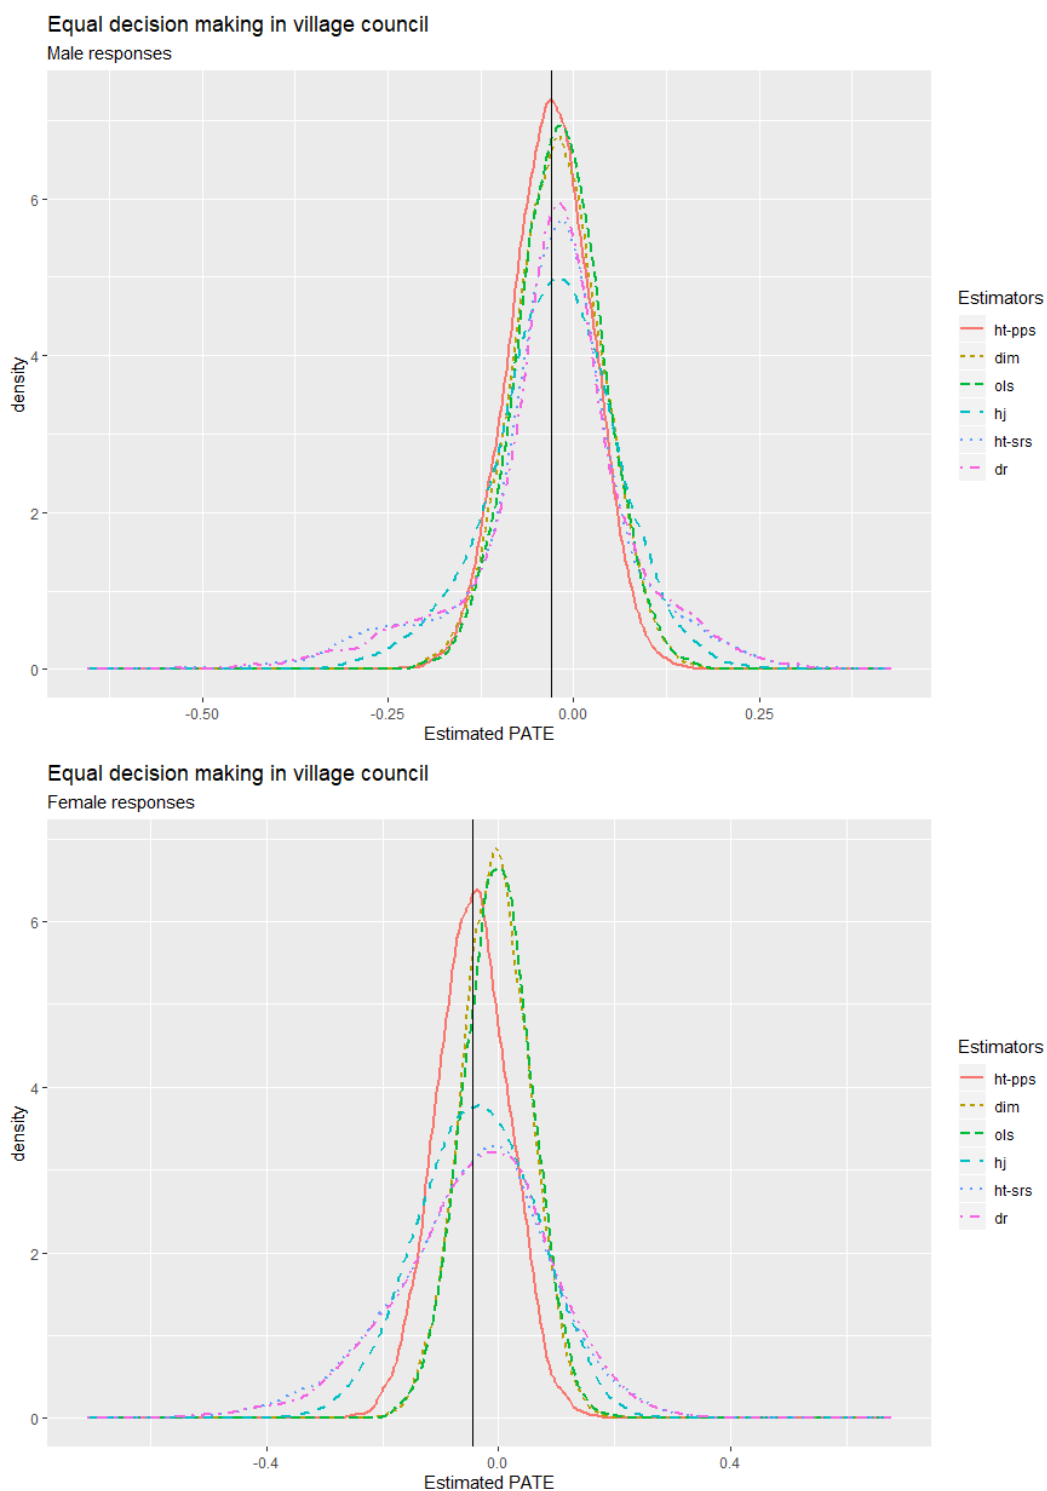 Equal decision making in village council
Male responses
density
6
4
2
0
-0.50
-0.25
0.00
0.25
Estimated PATE
Estimators
ht-pps
dim
ols
hj
ht-srs
dr
Equal decision making in village council
Female responses
density
6
4
2
0
-0.4
0.0
0.4
Estimated PATE
Estimators
ht-pps
dim
ols
hj
ht-srs
dr